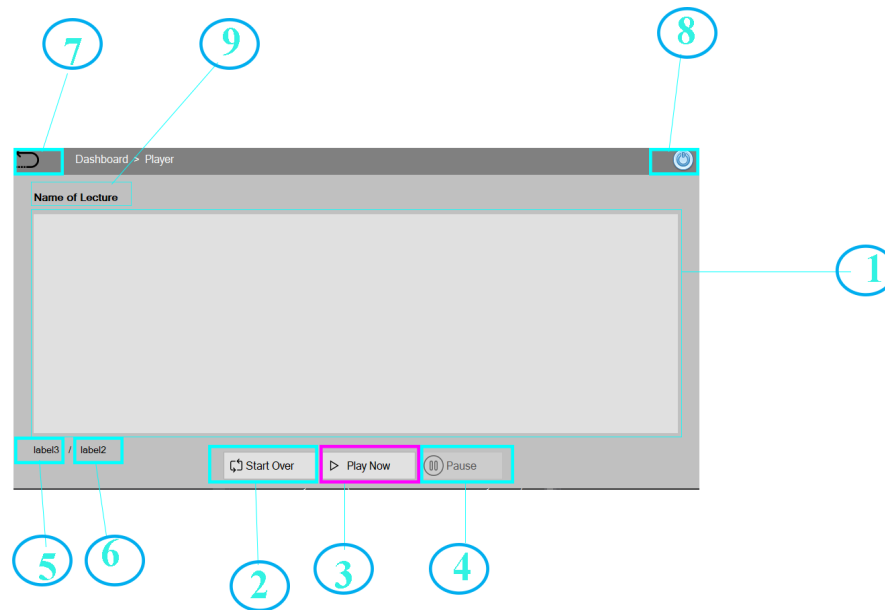 7
9
8
Dashboard > Player
Name of Lecture
1
label3 / label2
Start Over
Play Now
Pause
5
6
2
3
4